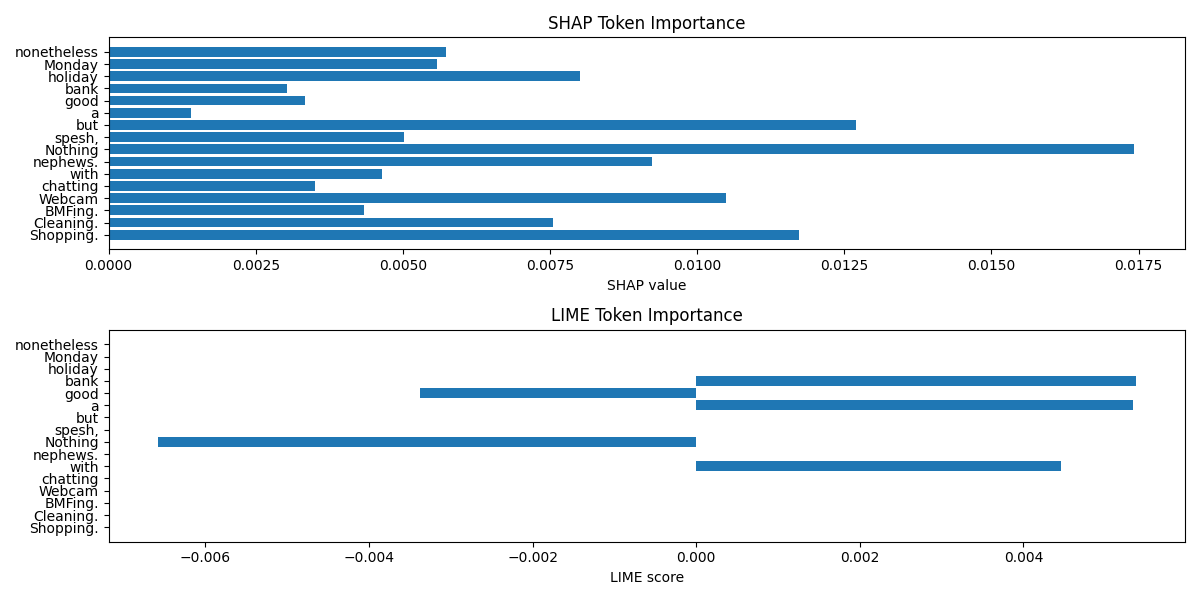 SHAP Token Importance
nonetheless
Monday
holiday
bank
good
a
but
spesh,
Nothing
nephews.
with
chatting
Webcam
BMFing.
Cleaning.
Shopping.
0.0000 0.0025 0.0050 0.0075 0.0100 0.0125 0.0150 0.0175
SHAP value
LIME Token Importance
nonetheless
Monday
holiday
bank
good
a
but
spesh,
Nothing
nephews.
with
chatting
Webcam
BMFing.
Cleaning.
Shopping.
−0.006 −0.004 −0.002 0.000 0.002 0.004
LIME score